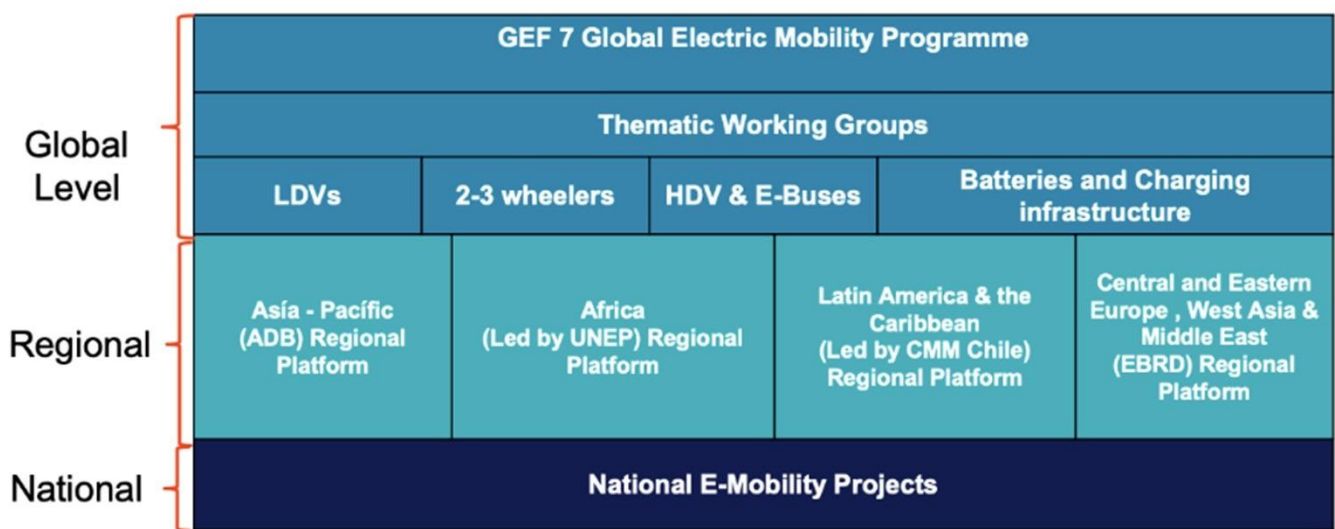 GEF 7 Global Electric Mobility Programme
Thematic Working Groups
Global
Level
LDVs
2-3 wheelers
HDV & E-Buses
Batteries and Charging
infrastructure
Regional
Asía - Pacífic
(ADB) Regional
Platform
Africa
(Led by UNEP) Regional
Platform
Latin America & the
Caribbean
(Led by CMM Chile)
Regional Platform
Central and Eastern
Europe , West Asia &
Middle East
(EBRD) Regional
Platform
National
National E-Mobility Projects